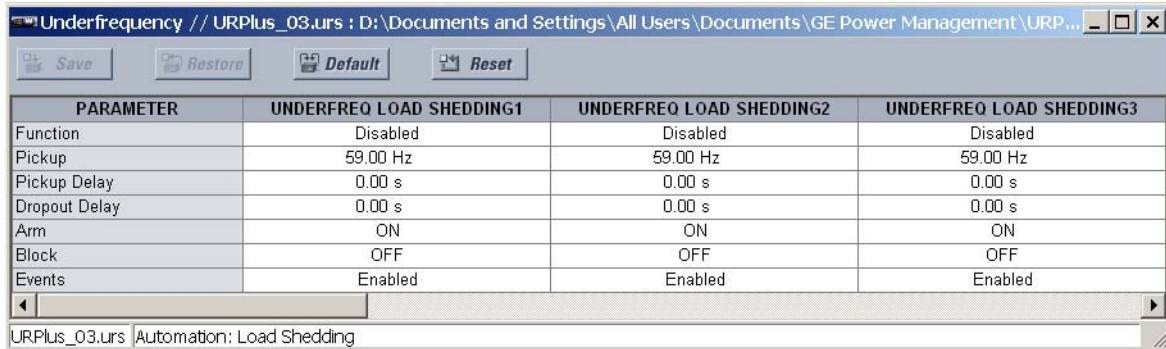 Underfrequency // URPlus_03.urs : D:\Documents and Settings\All Users\Documents\GE Power Management\URP...
Save Restore Default Reset
PARAMETER UNDERFREQ LOAD SHEDDING1 UNDERFREQ LOAD SHEDDING2 UNDERFREQ LOAD SHEDDING3
Function Disabled Disabled Disabled
Pickup 59.00 Hz 59.00 Hz 59.00 Hz
Pickup Delay 0.00 s 0.00 s 0.00 s
Dropout Delay 0.00 s 0.00 s 0.00 s
Arm ON ON ON
Block OFF OFF OFF
Events Enabled Enabled Enabled
URPlus_03.urs Automation: Load Shedding